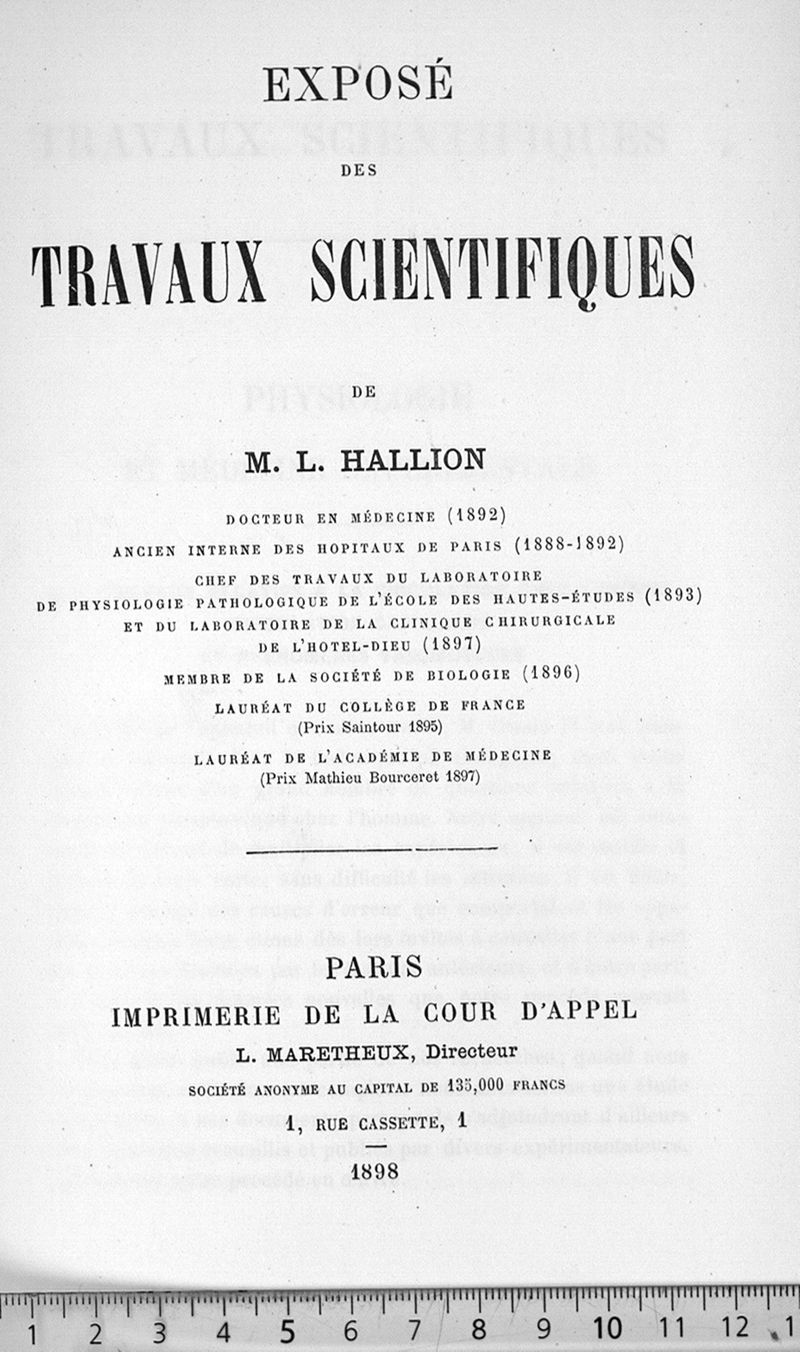 EXPOSÉ
DES
TRAVAUX SCIENTIFIQUES
DE
M. L. HALLION
DOCTEUR EN MÉDECINE (1892)
ANCIEN INTERNE DES HOPITAUX DE PARIS (1888-1892)
CHEF DES TRAVAUX DU LABORATOIRE
DE PHYSIOLOGIE PATHOLOGIQUE DE L'ÉCOLE DES HAUTES-ÉTUDES (1893)
ET DU LABORATOIRE DE LA CLINIQUE CHIRURGICALE
DE L'HOTEL-DIEU (1897)
MEMBRE DE LA SOCIÉTÉ DE BIOLOGIE (1896)
LAURÉAT DU COLLÈGE DE FRANCE
(Prix Saintour 1895)
LAURÉAT DE L'ACADÉMIE DE MÉDECINE
(Prix Mathieu Bourceret 1897)
PARIS
IMPRIMERIE DE LA COUR D'APPEL
L. MARETHEUX, Directeur
SOCIÉTÉ ANONYME AU CAPITAL DE 135,000 FRANCS
1, RUE CASSETTE, 1
1898
1 2 3 4 5 6 7 8 9 10 11 12 1